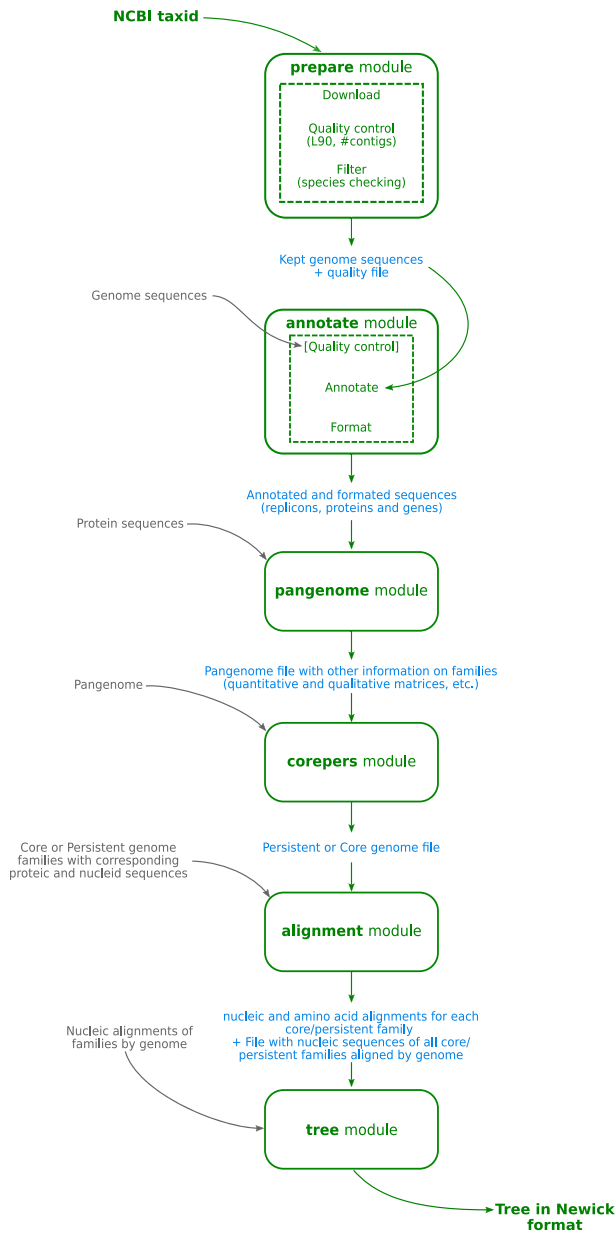 NCBI taxid
prepare module
Download
Quality control
(L90, #contigs)
Filter
(species checking)
Kept genome sequences
+ quality file
Genome sequences
annotate module
[Quality control]
Annotate
Format
Annotated and formated sequences
(replicons, proteins and genes)
Protein sequences
pangenome module
Pangenome file with other information on families
(quantitative and qualitative matrices, etc.)
Pangenome
corepers module
Persistent or Core genome file
Core or Persistent genome
families with corresponding
proteic and nucleid sequences
alignment module
nucleic and amino acid alignments for each
core/persistent family
+ File with nucleic sequences of all core/
persistent families aligned by genome
Nucleic alignments of
families by genome
tree module
Tree in Newick
format